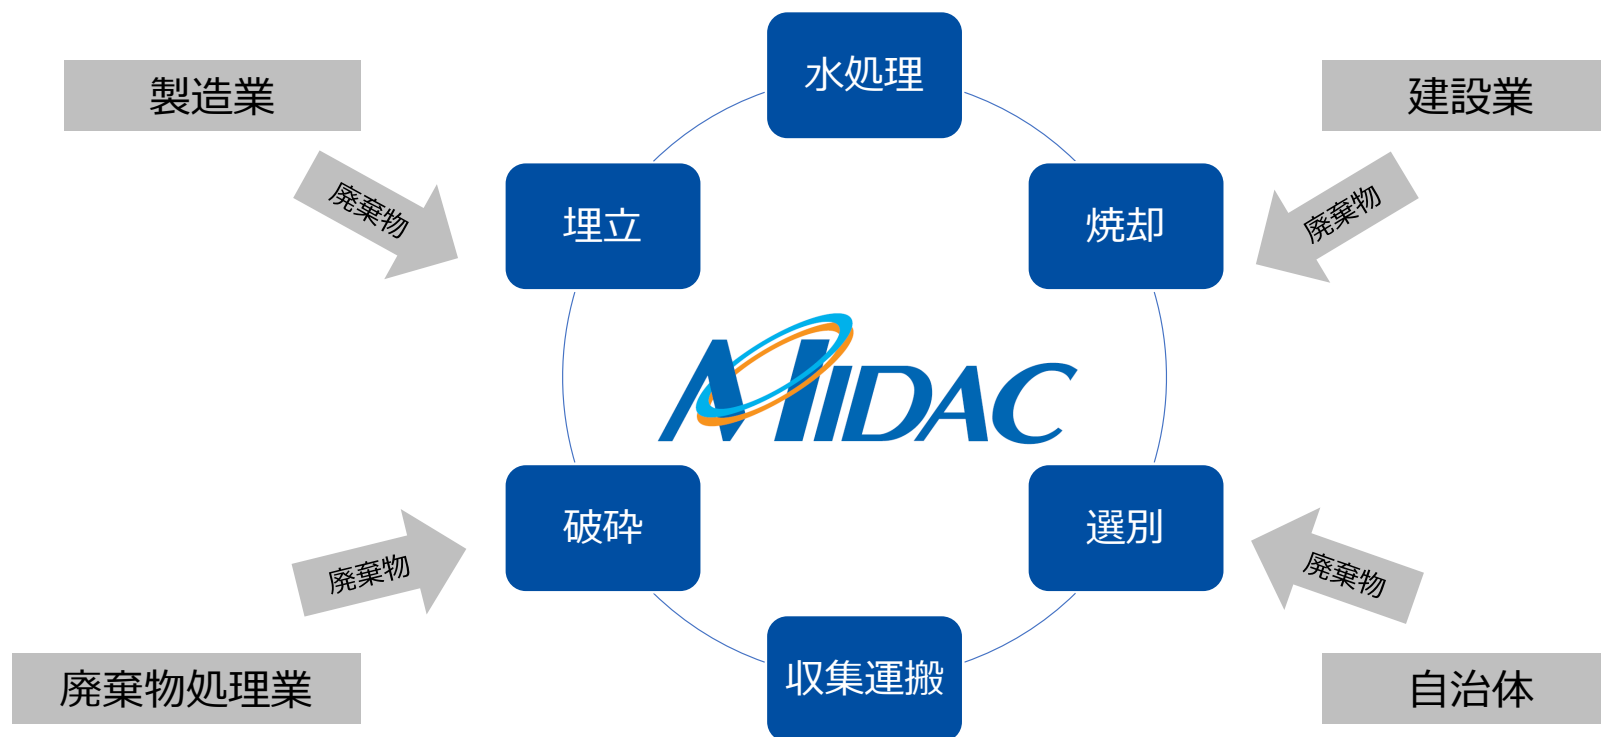 水処理
製造業
建設業
廃棄物
廃棄物
埋立
焼却
MIDAC
破砕
選別
廃棄物
廃棄物
収集運搬
廃棄物処理業
自治体